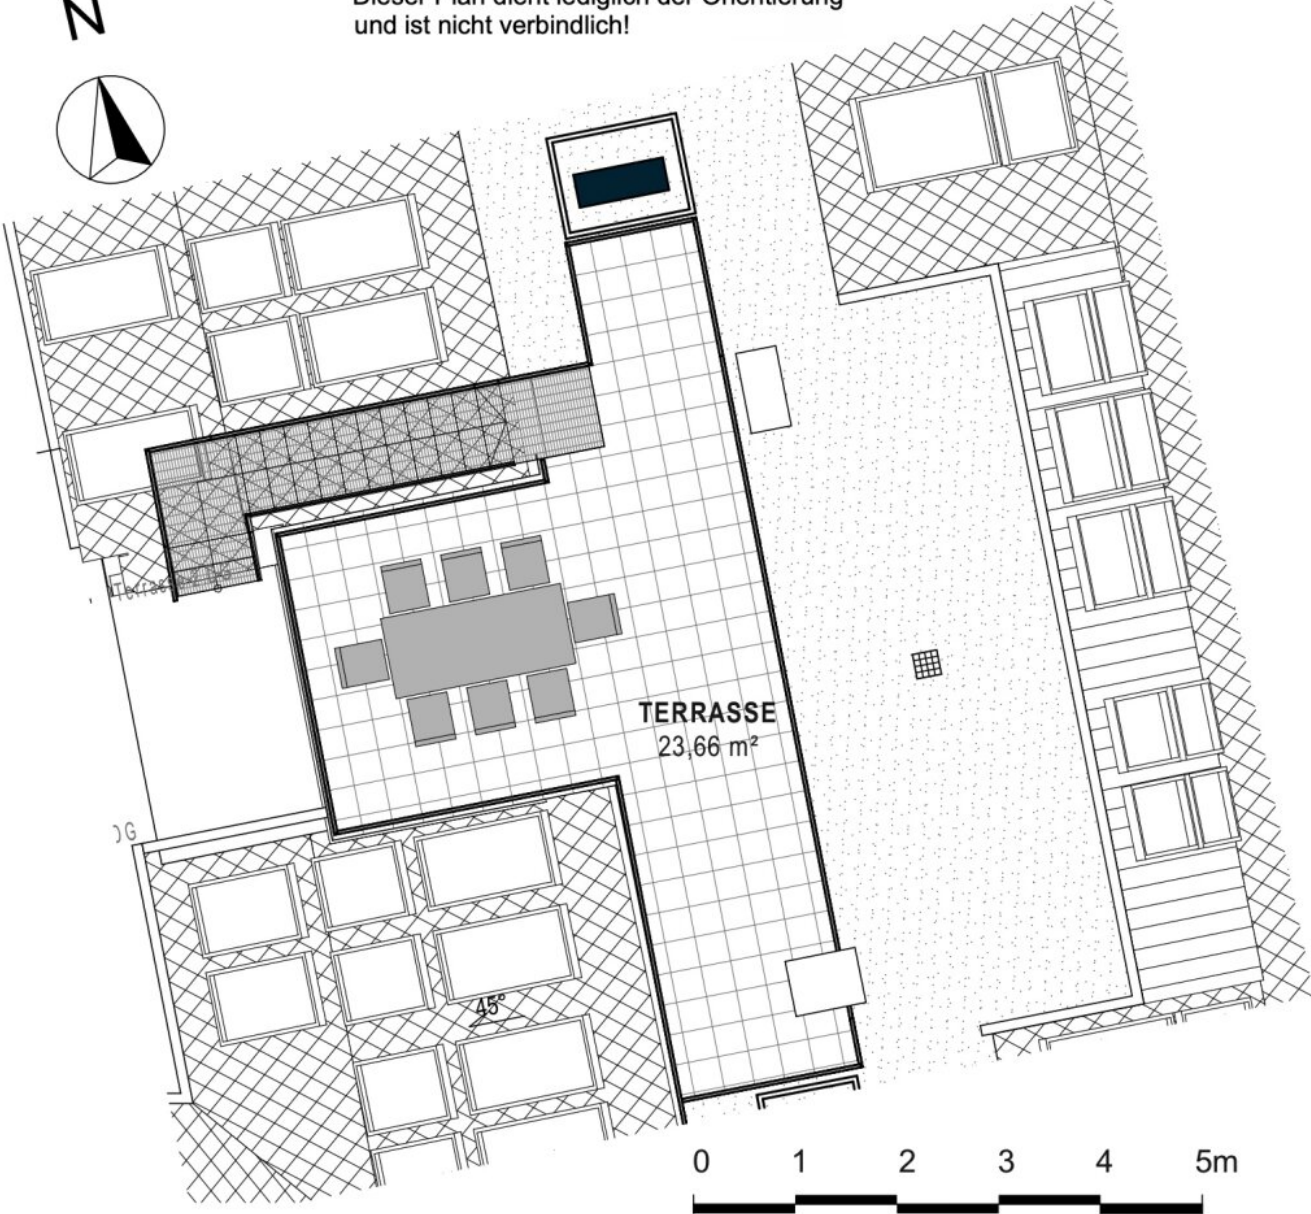 N
Dieser Plan dient lediglich der Orientierung
und ist nicht verbindlich!
TERRASSE
23,66 m²
OG
45°
0 1 2 3 4 5m